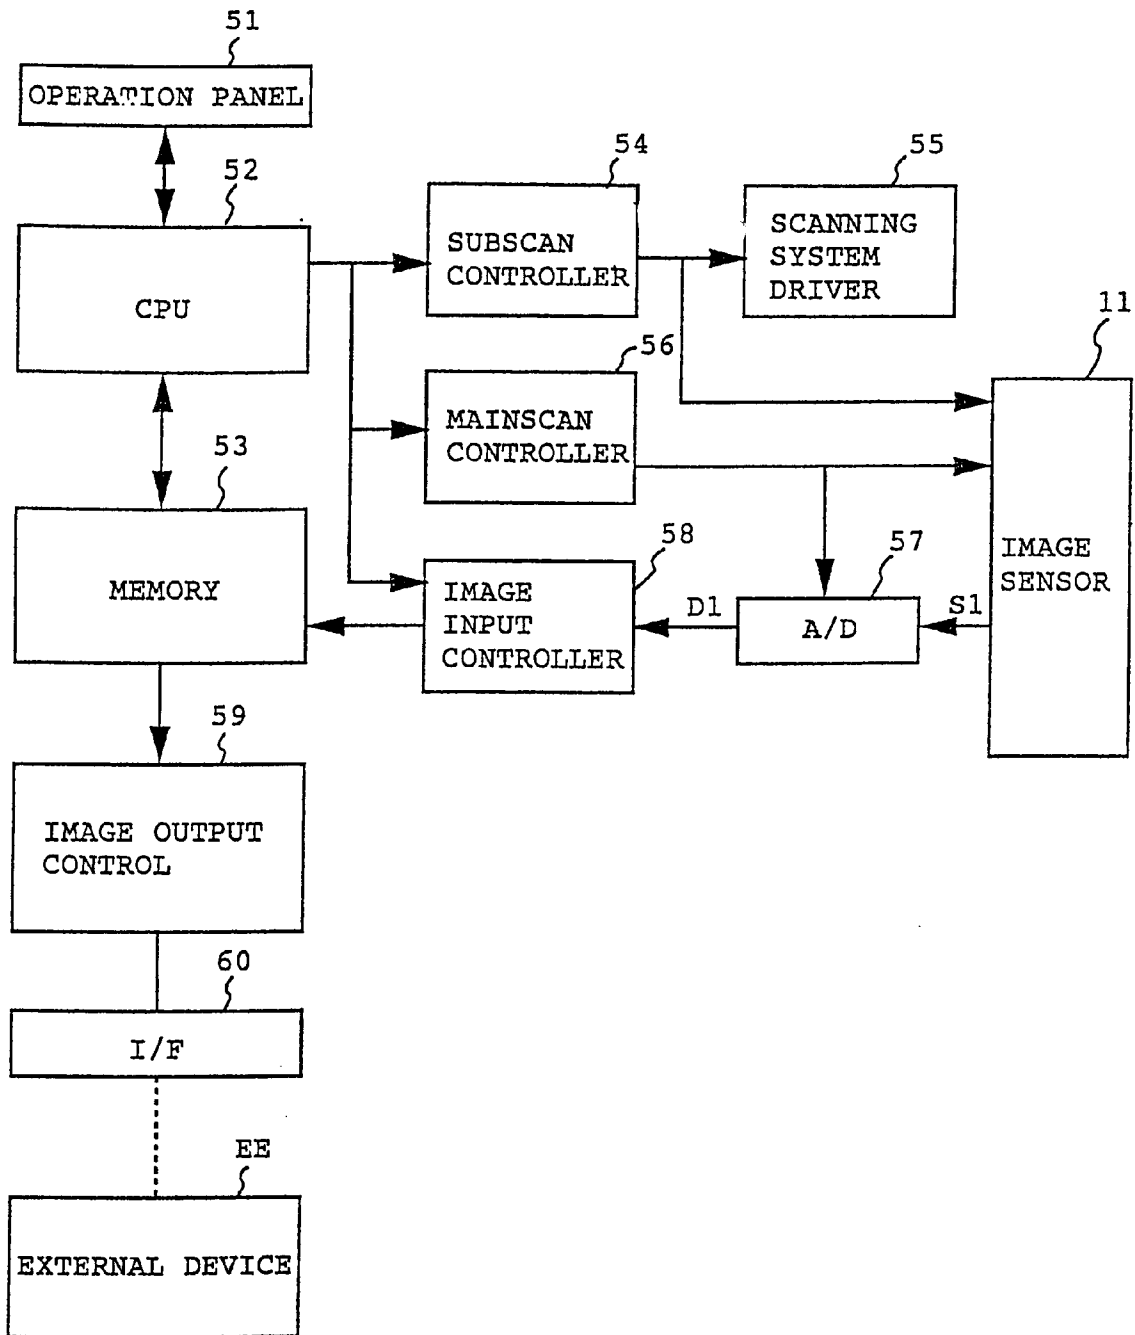 51
OPERATION PANEL
52
CPU
53
MEMORY
54
SUBSCAN
CONTROLLER
55
SCANNING
SYSTEM
DRIVER
56
MAINSCAN
CONTROLLER
11
IMAGE
SENSOR
58
IMAGE
INPUT
CONTROLLER
D1
57
A/D
S1
59
IMAGE OUTPUT
CONTROL
60
I/F
EE
EXTERNAL DEVICE